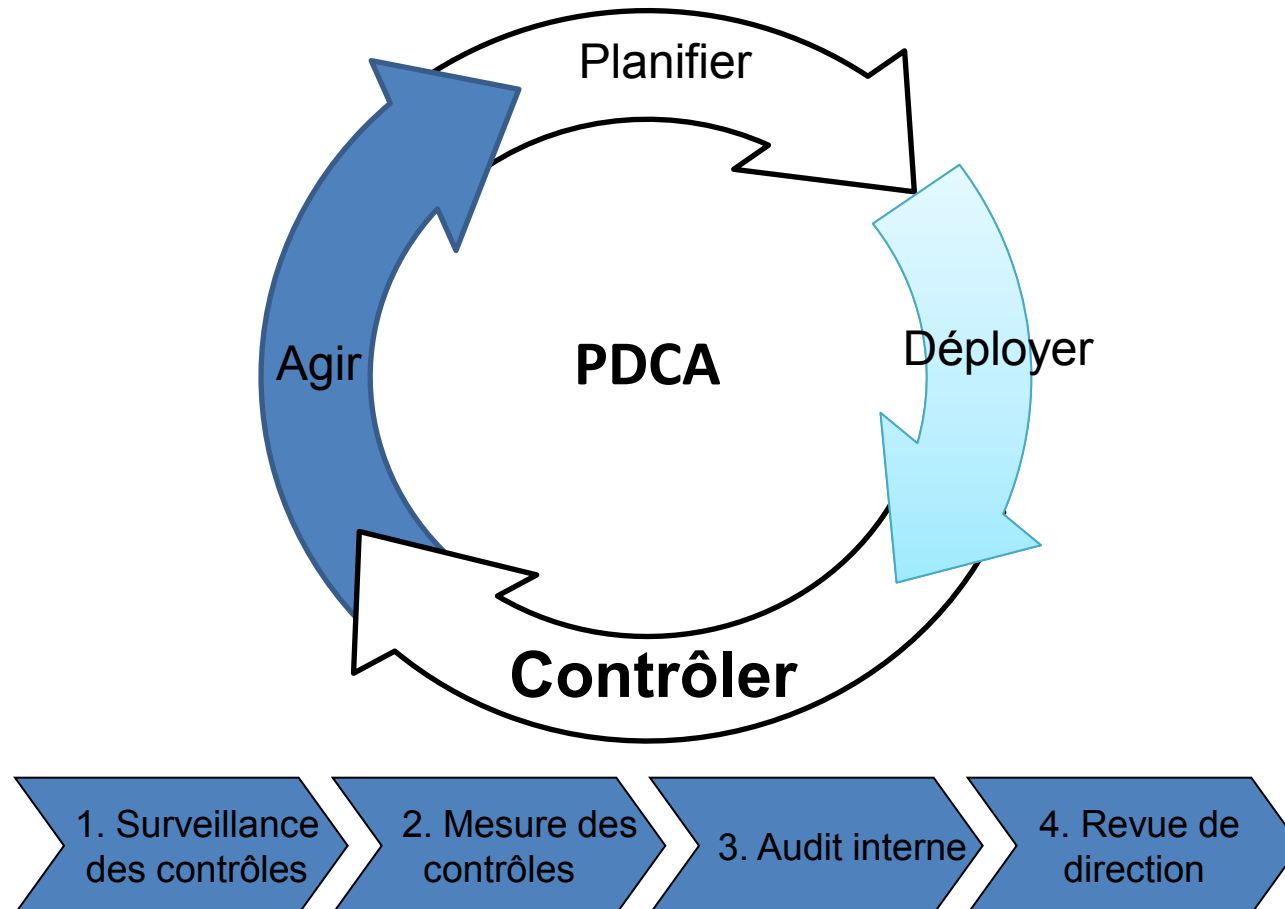 Planifier
Agir
PDCA
Déployer
Contrôler
1. Surveillance
des contrôles
2. Mesure des
contrôles
3. Audit interne
4. Revue de
direction